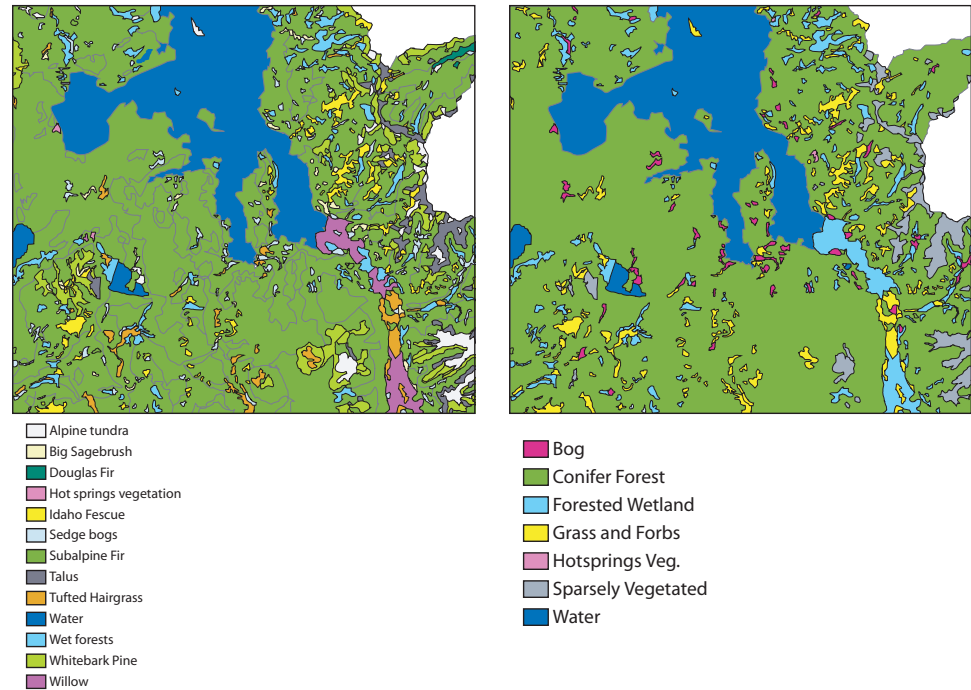 Alpine tundra
Big Sagebrush
Douglas Fir
Hot springs vegetation
Idaho Fescue
Sedge bogs
Subalpine Fir
Talus
Tufted Hairgrass
Water
Wet forests
Whitebark Pine
Willow
Bog
Conifer Forest
Forested Wetland
Grass and Forbs
Hotsprings Veg.
Sparsely Vegetated
Water